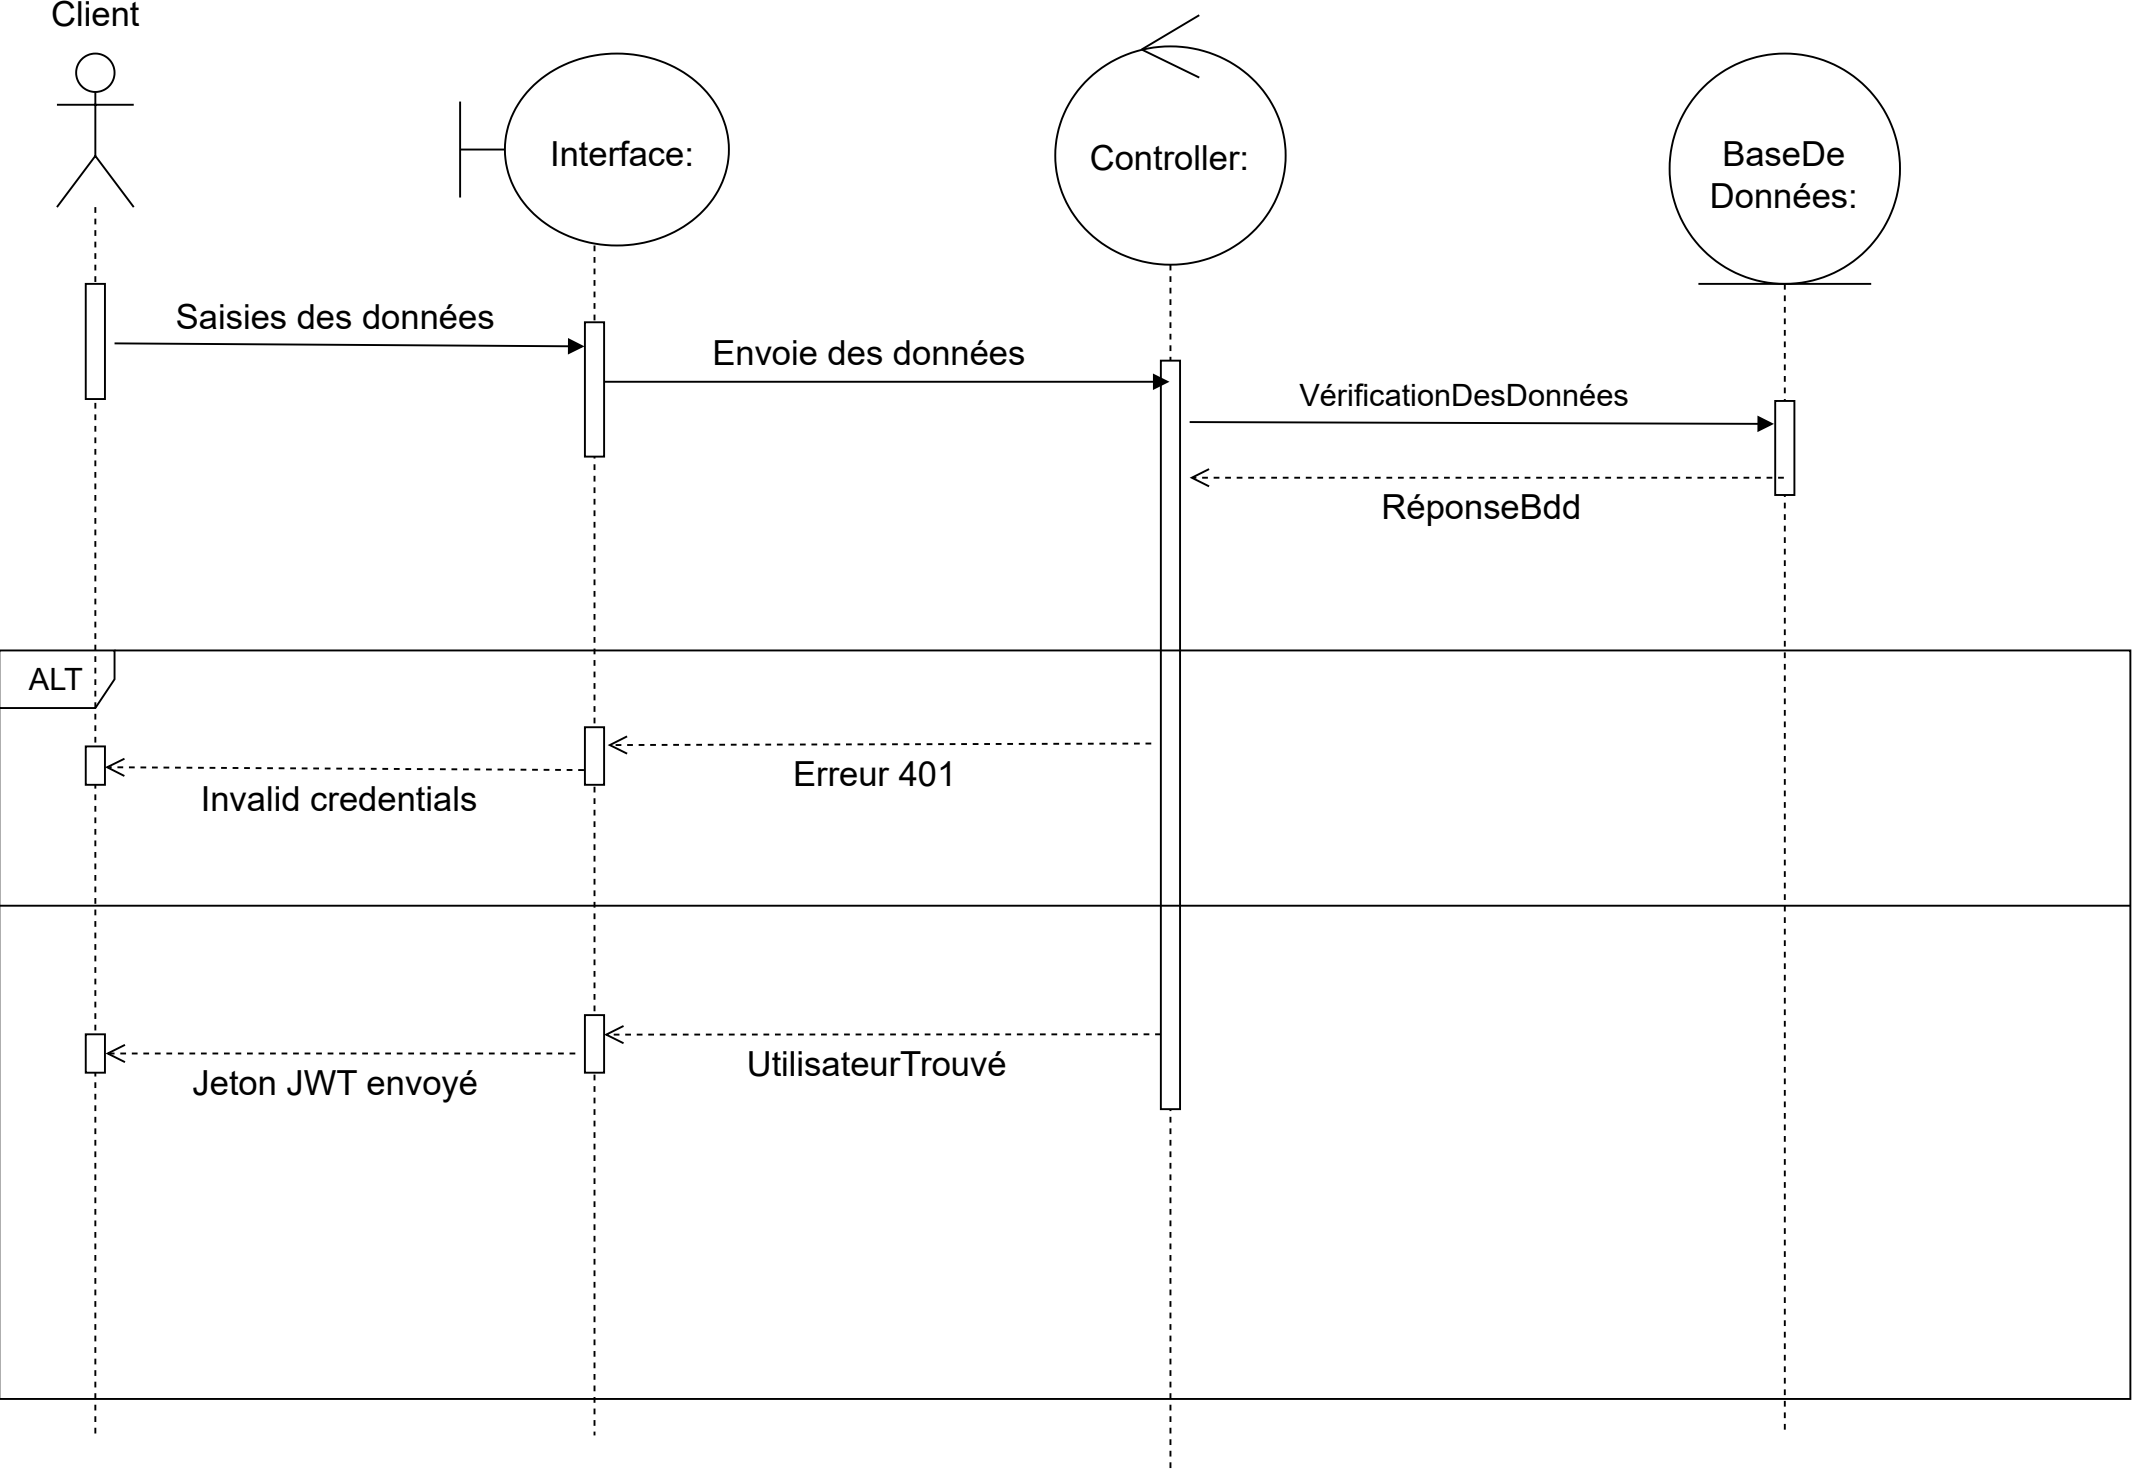 Client
Interface:
Controller:
BaseDe
Données:
Saisies des données
Envoie des données
VérificationDesDonnées
RéponseBdd
ALT
Erreur 401
Invalid credentials
UtilisateurTrouvé
Jeton JWT envoyé